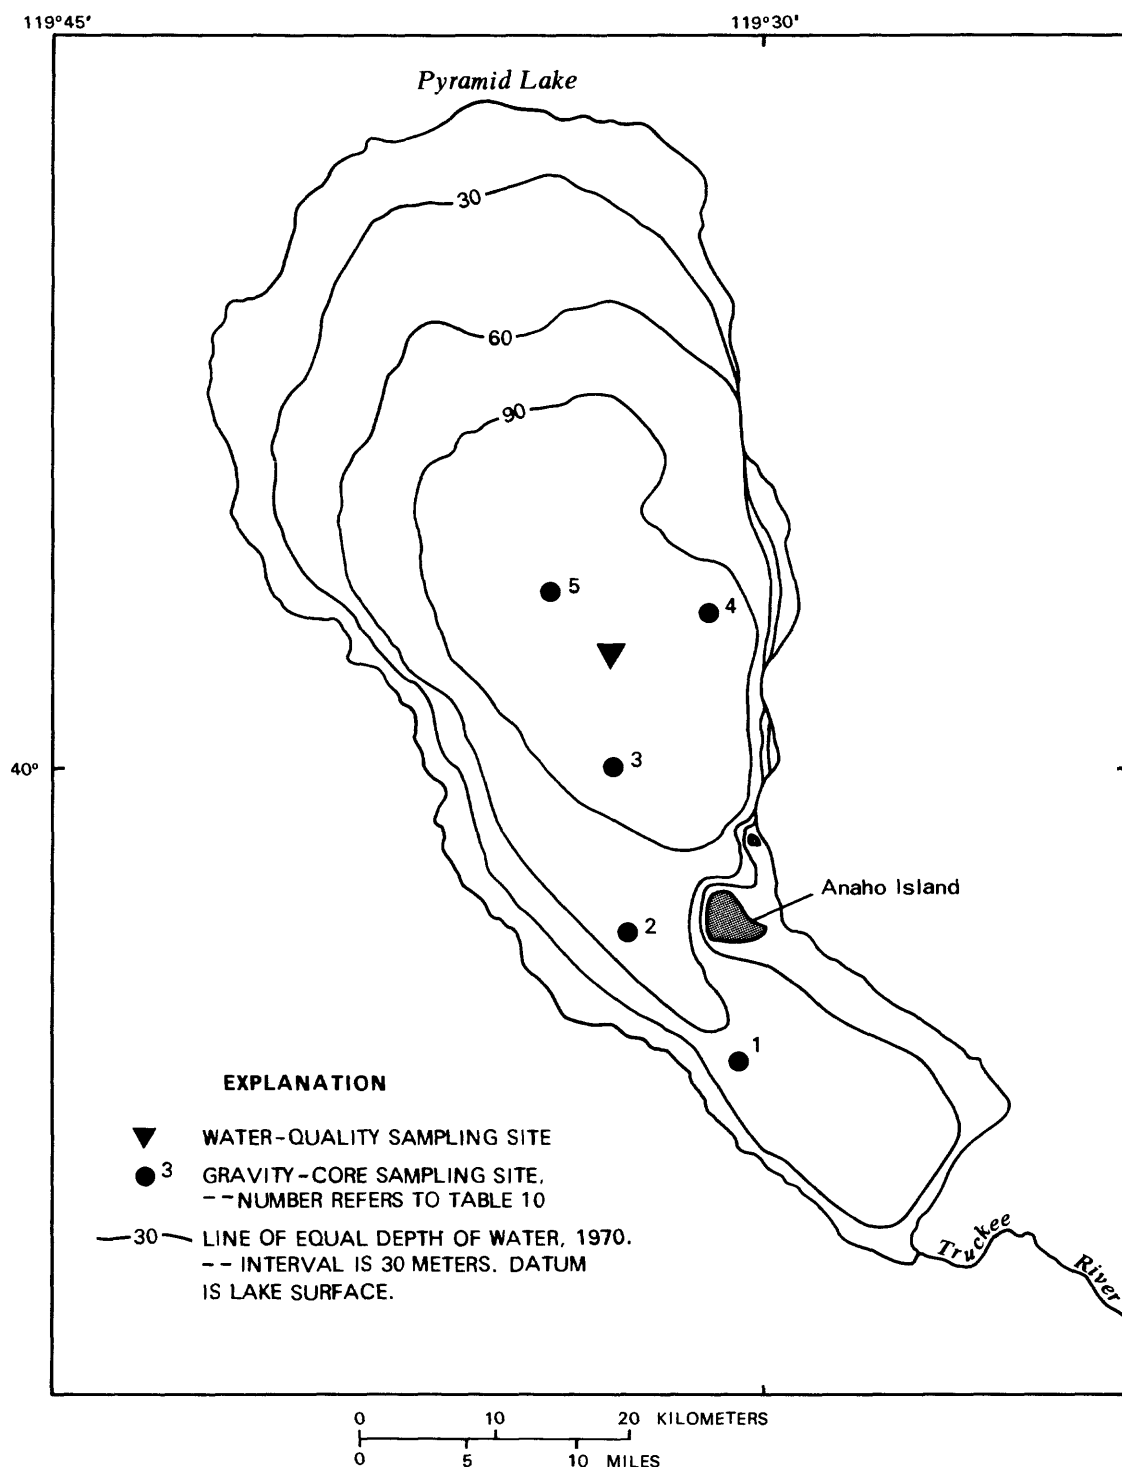 119°45' 119°30'
Pyramid Lake
30
60
90
5
4
3
40°
Anaho Island
2
1
EXPLANATION
WATER-QUALITY SAMPLING SITE
3 GRAVITY-CORE SAMPLING SITE,
--NUMBER REFERS TO TABLE 10
30 LINE OF EQUAL DEPTH OF WATER, 1970.
-- INTERVAL IS 30 METERS. DATUM
IS LAKE SURFACE.
Truckee
River
0 10 20 KILOMETERS
0 5 10 MILES